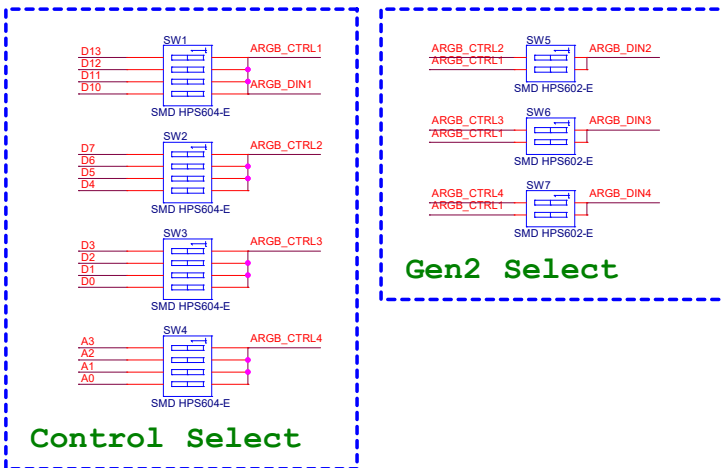 SW1
D13
ARGB_CTRL1
D12
D11
D10
ARGB_DIN1
SMD HPS604-E
SW2
D7
ARGB_CTRL2
D6
D5
D4
SMD HPS604-E
SW3
D3
ARGB_CTRL3
D2
D1
D0
SMD HPS604-E
SW4
A3
ARGB_CTRL4
A2
A1
A0
SMD HPS604-E
Control Select
SW5
ARGB_CTRL2
ARGB_DIN2
ARGB_CTRL1
SMD HPS602-E
SW6
ARGB_CTRL3
ARGB_DIN3
ARGB_CTRL1
SMD HPS602-E
SW7
ARGB_CTRL4
ARGB_DIN4
ARGB_CTRL1
SMD HPS602-E
Gen2 Select